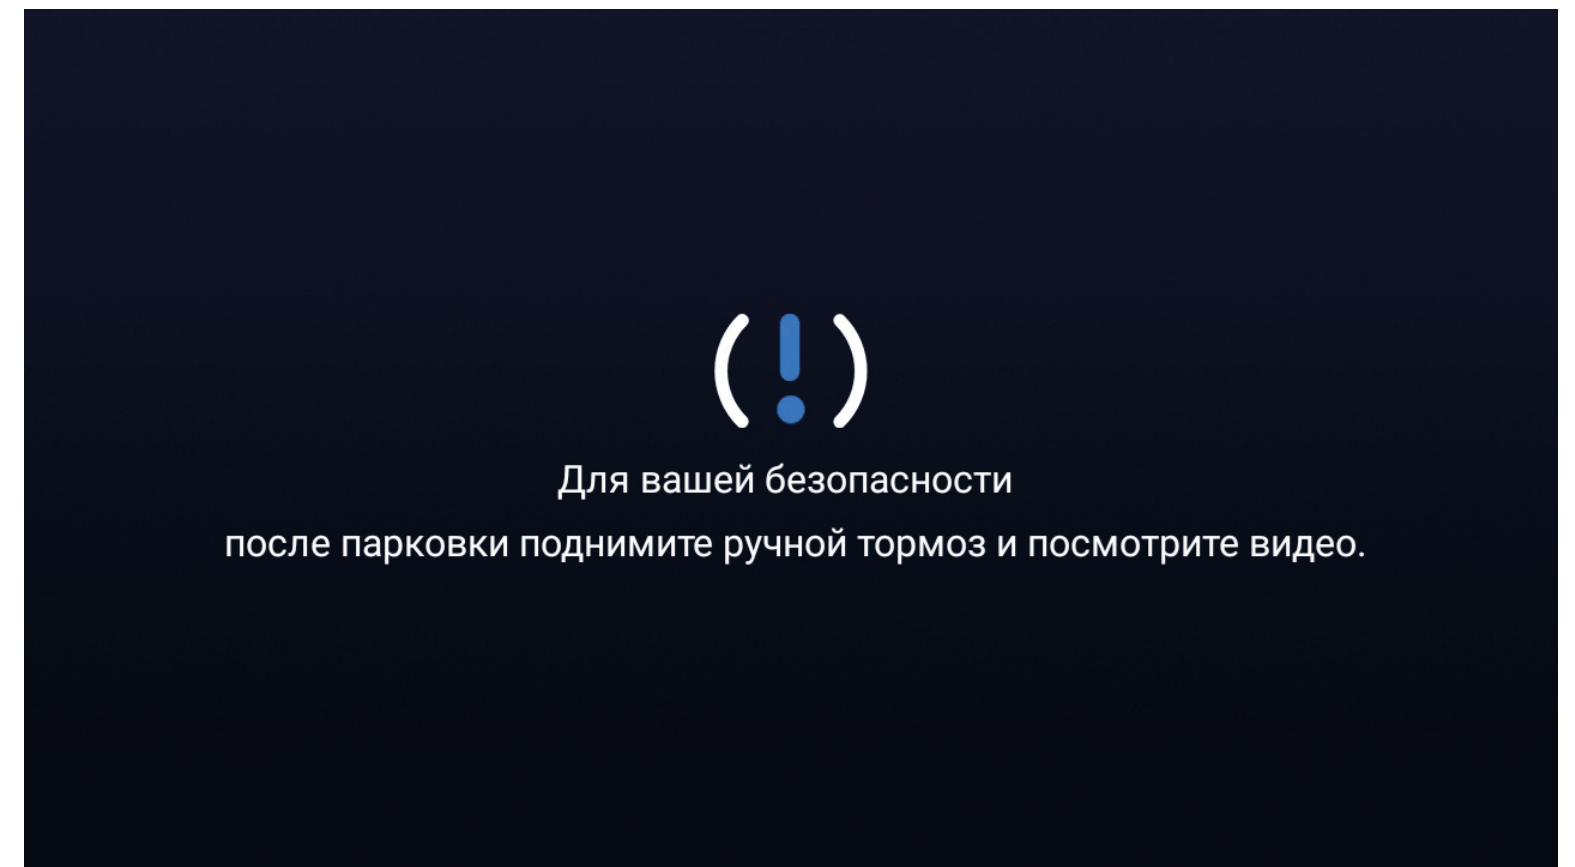 Для вашей безопасности
после парковки поднимите ручной тормоз и посмотрите видео.